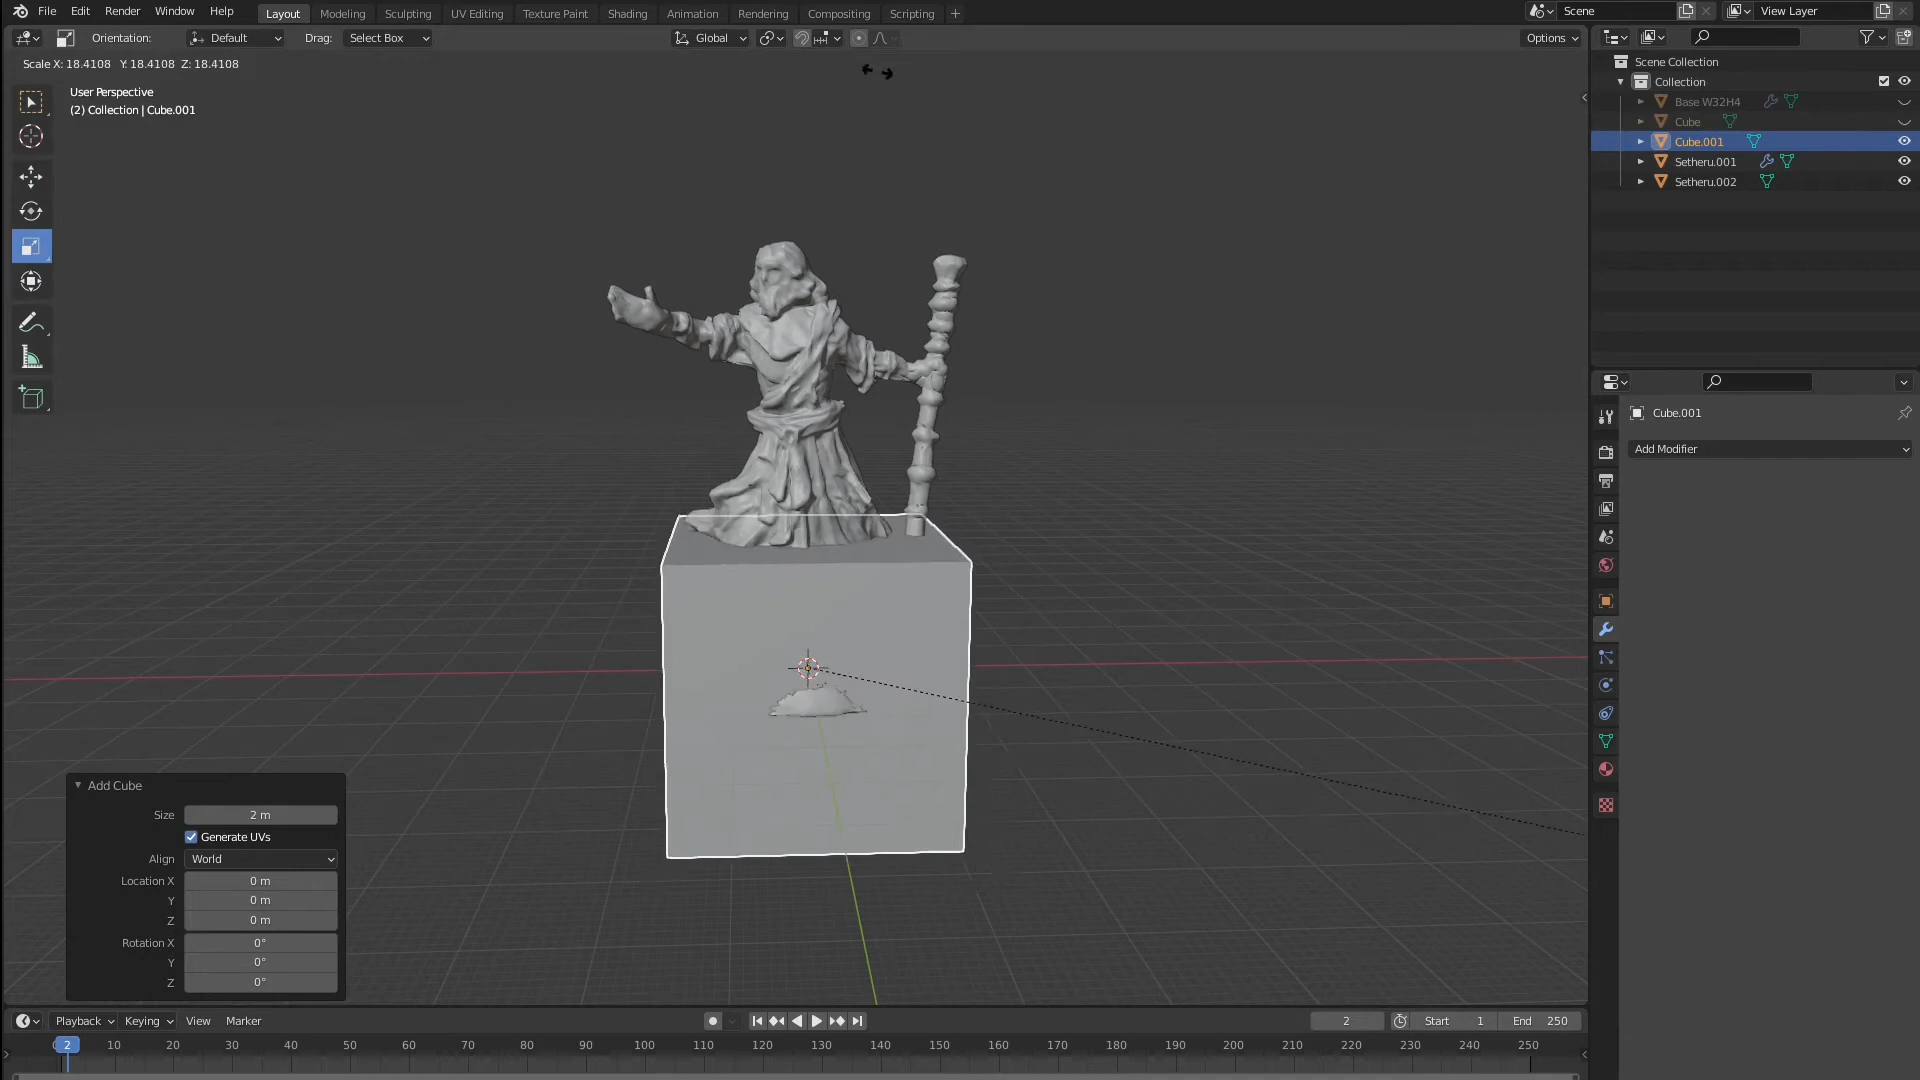 File Edit Render Window Help Layout Modeling Sculpting UV Editing Texture Paint Shading Animation Rendering Compositing Scripting + Scene View Layer
Orientation: Default Drag: Select Box Global Options
Scale X: 18.4108 Y: 18.4108 Z: 18.4108
User Perspective
(2) Collection | Cube.001
Scene Collection
Collection
Base W32H4
Cube
Cube.001
Setheru.001
Setheru.002
Cube.001
Add Modifier
Add Cube
Size 2 m
Generate UVs
Align World
Location X 0 m
Y 0 m
Z 0 m
Rotation X 0°
Y 0°
Z 0°
Playback Keying View Marker 2 Start 1 End 250
2 10 20 30 40 50 60 70 80 90 100 110 120 130 140 150 160 170 180 190 200 210 220 230 240 250